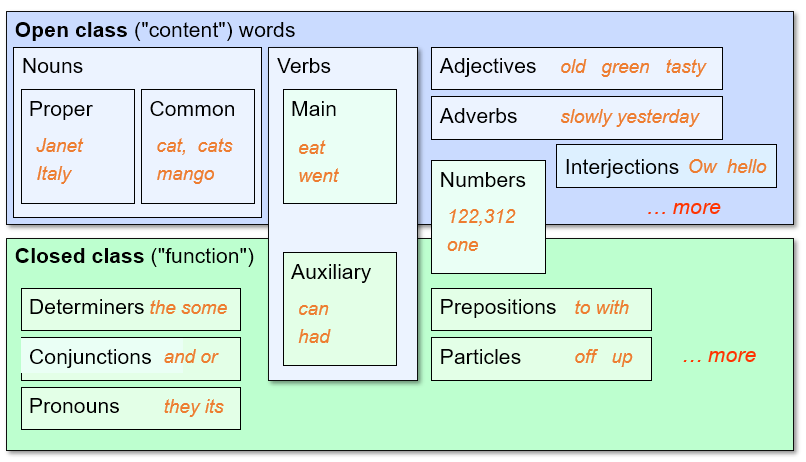 Open class ("content") words
Nouns
Proper
Janet
Italy
Common
cat, cats
mango
Verbs
Main
eat
went
Adjectives old green tasty
Adverbs slowly yesterday
Interjections Ow hello
Numbers
122,312
one
… more
Closed class ("function")
Determiners the some
Conjunctions and or
Pronouns they its
Auxiliary
can
had
Prepositions to with
Particles off up
… more